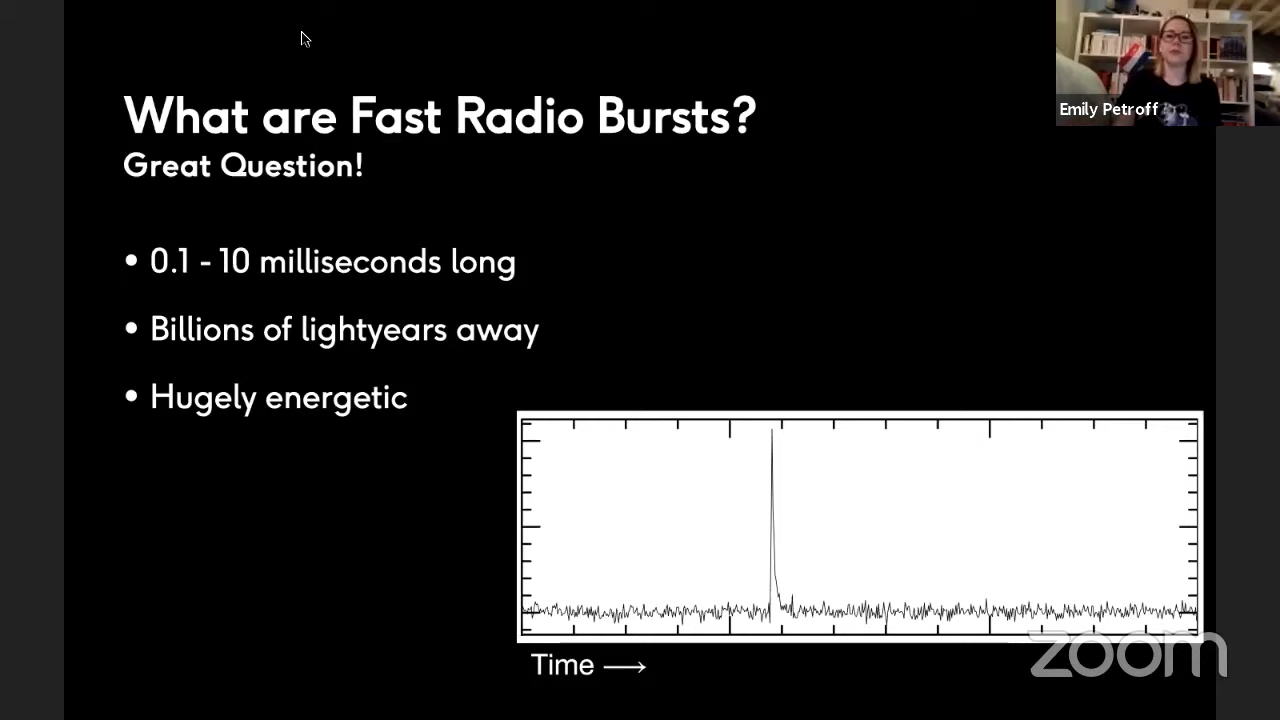 What are Fast Radio Bursts?
Great Question!
• 0.1 - 10 milliseconds long
• Billions of lightyears away
• Hugely energetic
Time →
Emily Petroff
zoom